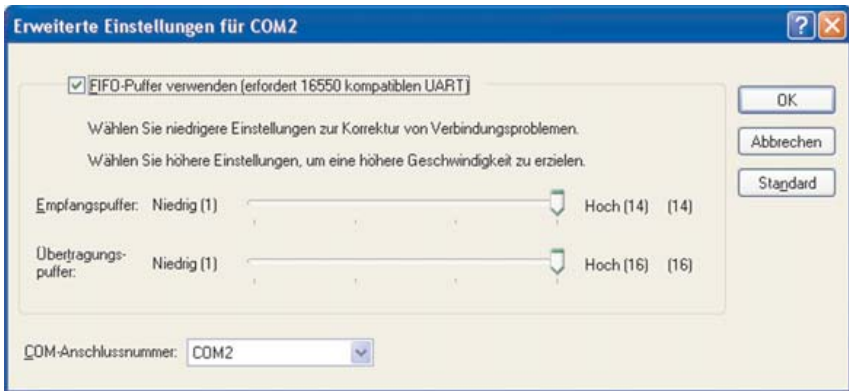 Erweiterte Einstellungen für COM2
FIFO-Puffer verwenden (erfordert 16550 kompatiblen UART)
OK
Wählen Sie niedrigere Einstellungen zur Korrektur von Verbindungsproblemen.
Abbrechen
Wählen Sie höhere Einstellungen, um eine höhere Geschwindigkeit zu erzielen.
Standard
Empfangspuffer: Niedrig (1) Hoch (14) (14)
Übertragungs-
puffer: Niedrig (1) Hoch (16) (16)
COM-Anschlussnummer: COM2